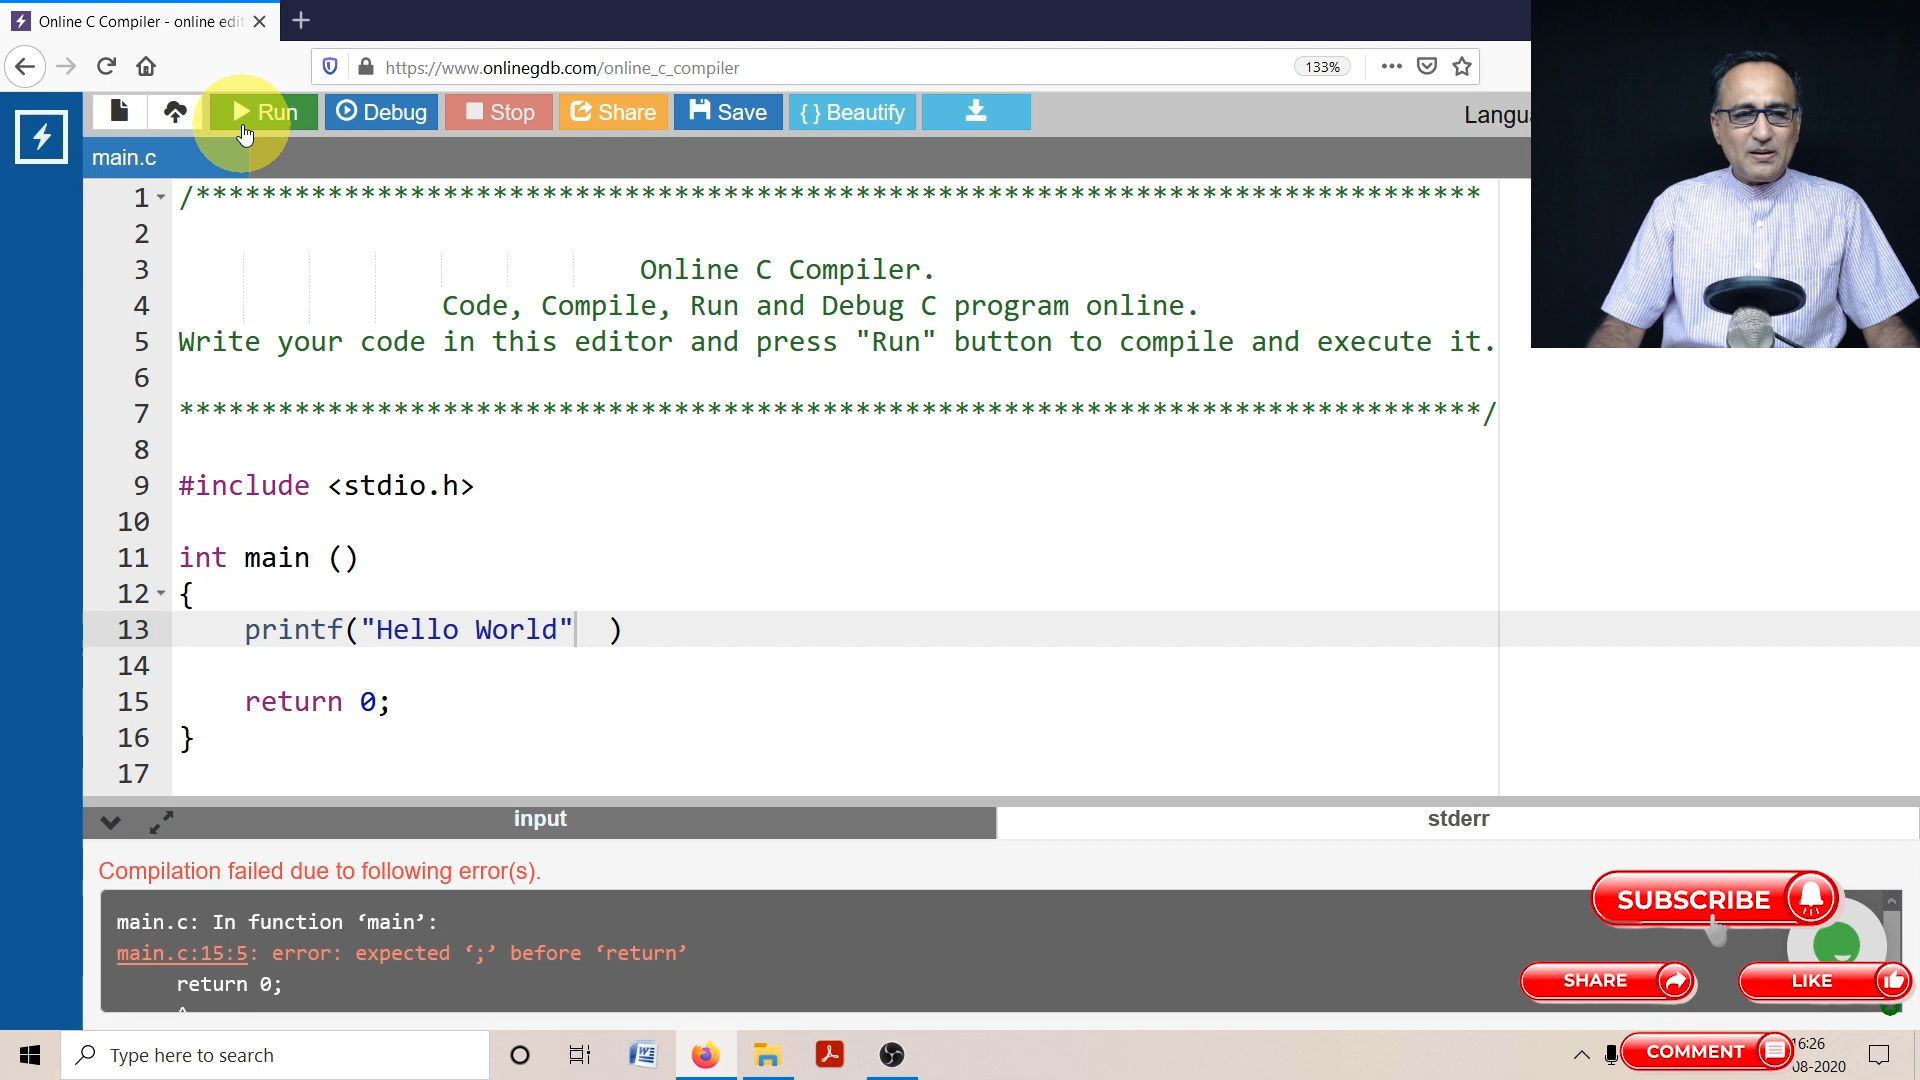 Online C Compiler - online edit
https://www.onlinegdb.com/online_c_compiler
133%
Run
Debug
Stop
Share
Save
{ } Beautify
Langu
main.c
1 /******************************************************************************
2
3 Online C Compiler.
4 Code, Compile, Run and Debug C program online.
5 Write your code in this editor and press "Run" button to compile and execute it.
6
7 *******************************************************************************/
8
9 #include <stdio.h>
10
11 int main ()
12 {
13 printf("Hello World"  )
14
15 return 0;
16 }
17
input
stderr
Compilation failed due to following error(s).
main.c: In function ‘main’:
main.c:15:5: error: expected ‘;’ before ‘return’
return 0;
^
SUBSCRIBE
SHARE
LIKE
Type here to search
COMMENT
16:26
08-2020